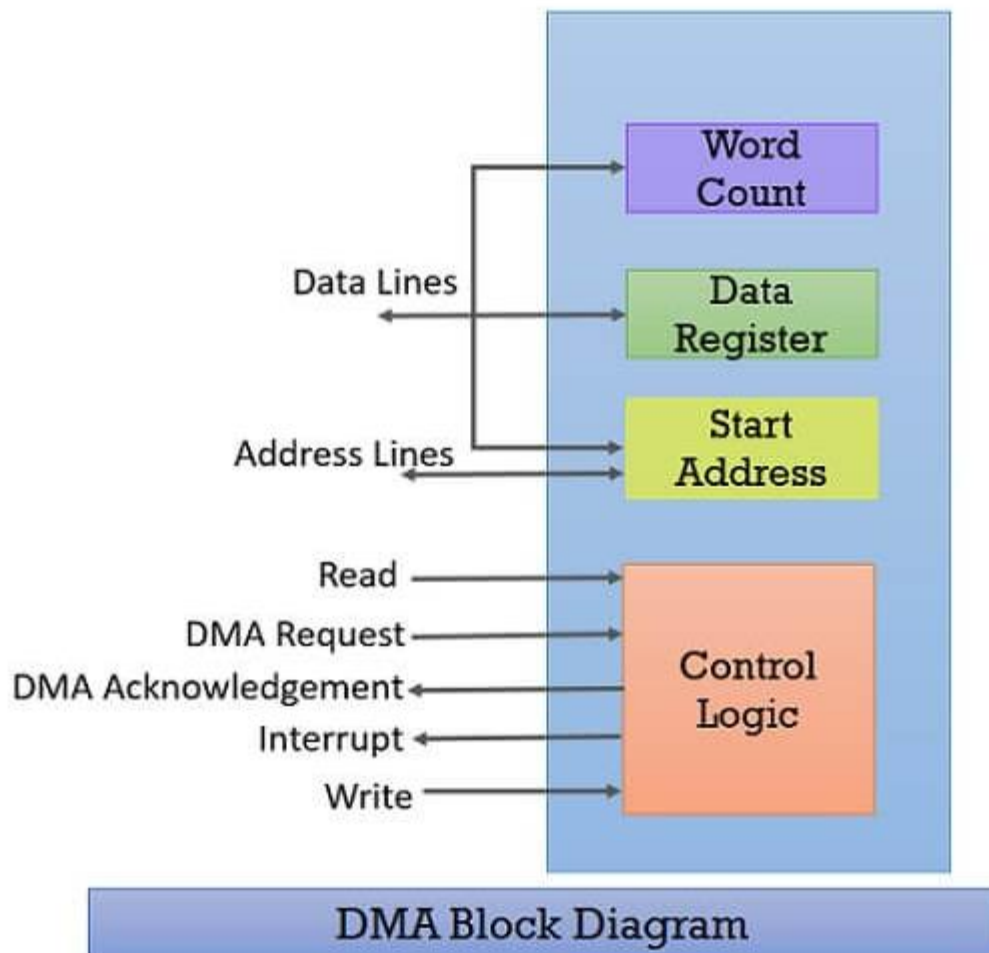 Word
Count
Data Lines
Data
Register
Address Lines
Start
Address
Read
DMA Request
DMA Acknowledgement
Interrupt
Write
Control
Logic
DMA Block Diagram